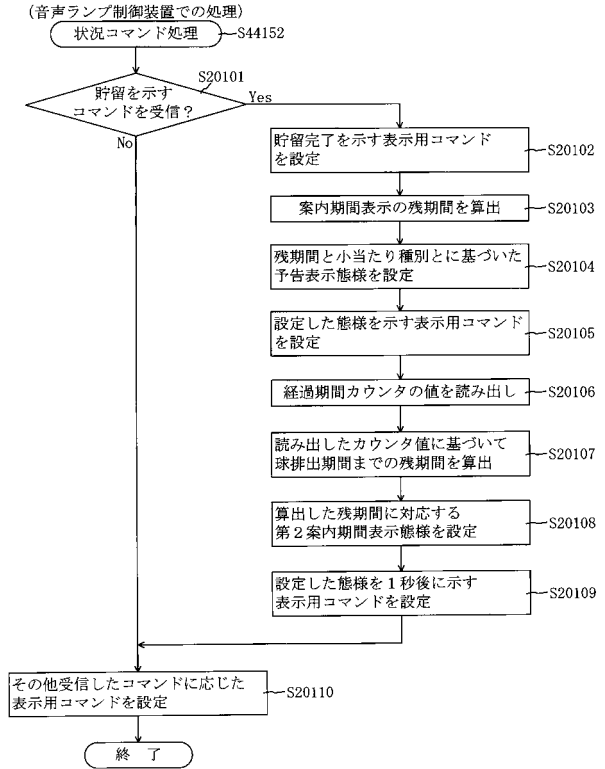 (音声ランプ制御装置での処理)
状況コマンド処理
S44152
S20101
貯留を示す
コマンドを受信?
Yes
No
貯留完了を示す表示用コマンド
を設定
S20102
案内期間表示の残期間を算出
S20103
残期間と小当たり種別とに基づいた
予告表示態様を設定
S20104
設定した態様を示す表示用コマンド
を設定
S20105
経過期間カウンタの値を読み出し
S20106
読み出したカウンタ値に基づいて
球排出期間までの残期間を算出
S20107
算出した残期間に対応する
第2案内期間表示態様を設定
S20108
設定した態様を1秒後に示す
表示用コマンドを設定
S20109
その他受信したコマンドに応じた
表示用コマンドを設定
S20110
終 了